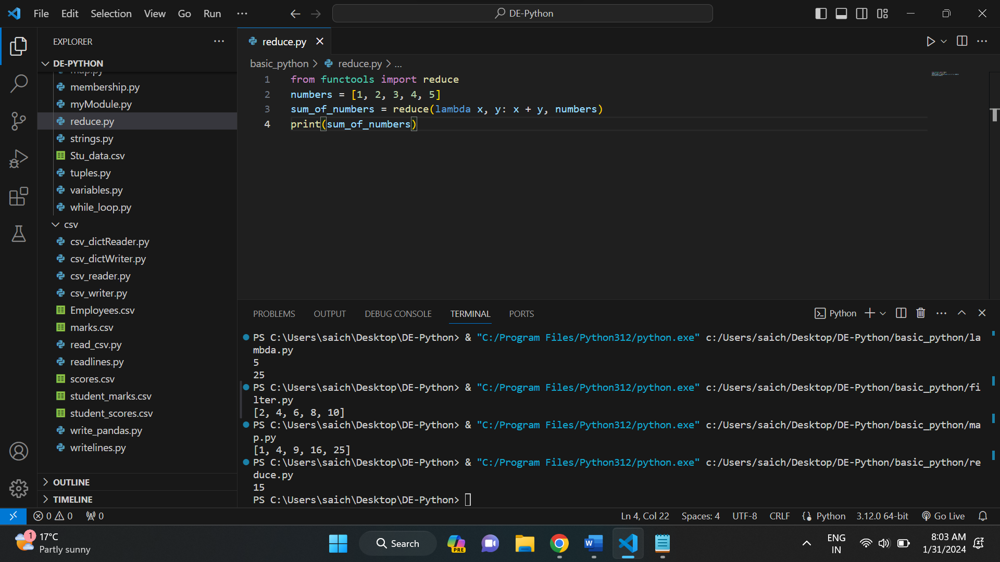 File Edit Selection View Go Run ···
DE-Python
EXPLORER
DE-PYTHON
map.py
membership.py
myModule.py
reduce.py
strings.py
Stu_data.csv
tuples.py
variables.py
while_loop.py
csv
csv_dictReader.py
csv_dictWriter.py
csv_reader.py
csv_writer.py
Employees.csv
marks.csv
read_csv.py
readlines.py
scores.csv
student_marks.csv
student_scores.csv
write_pandas.py
writelines.py
OUTLINE
TIMELINE
reduce.py
basic_python > reduce.py > ...
1 from functools import reduce
2 numbers = [1, 2, 3, 4, 5]
3 sum_of_numbers = reduce(lambda x, y: x + y, numbers)
4 print(sum_of_numbers)
PROBLEMS OUTPUT DEBUG CONSOLE TERMINAL PORTS
Python
PS C:\Users\saich\Desktop\DE-Python> & "C:/Program Files/Python312/python.exe" c:/Users/saich/Desktop/DE-Python/basic_python/la
mbda.py
5
25
PS C:\Users\saich\Desktop\DE-Python> & "C:/Program Files/Python312/python.exe" c:/Users/saich/Desktop/DE-Python/basic_python/fi
lter.py
[2, 4, 6, 8, 10]
PS C:\Users\saich\Desktop\DE-Python> & "C:/Program Files/Python312/python.exe" c:/Users/saich/Desktop/DE-Python/basic_python/ma
p.py
[1, 4, 9, 16, 25]
PS C:\Users\saich\Desktop\DE-Python> & "C:/Program Files/Python312/python.exe" c:/Users/saich/Desktop/DE-Python/basic_python/re
duce.py
15
PS C:\Users\saich\Desktop\DE-Python>
0 0 0
Ln 4, Col 22 Spaces: 4 UTF-8 CRLF Python 3.12.0 64-bit Go Live
1
17°C
Partly sunny
Search
PRE
W
ENG
IN
8:03 AM
1/31/2024